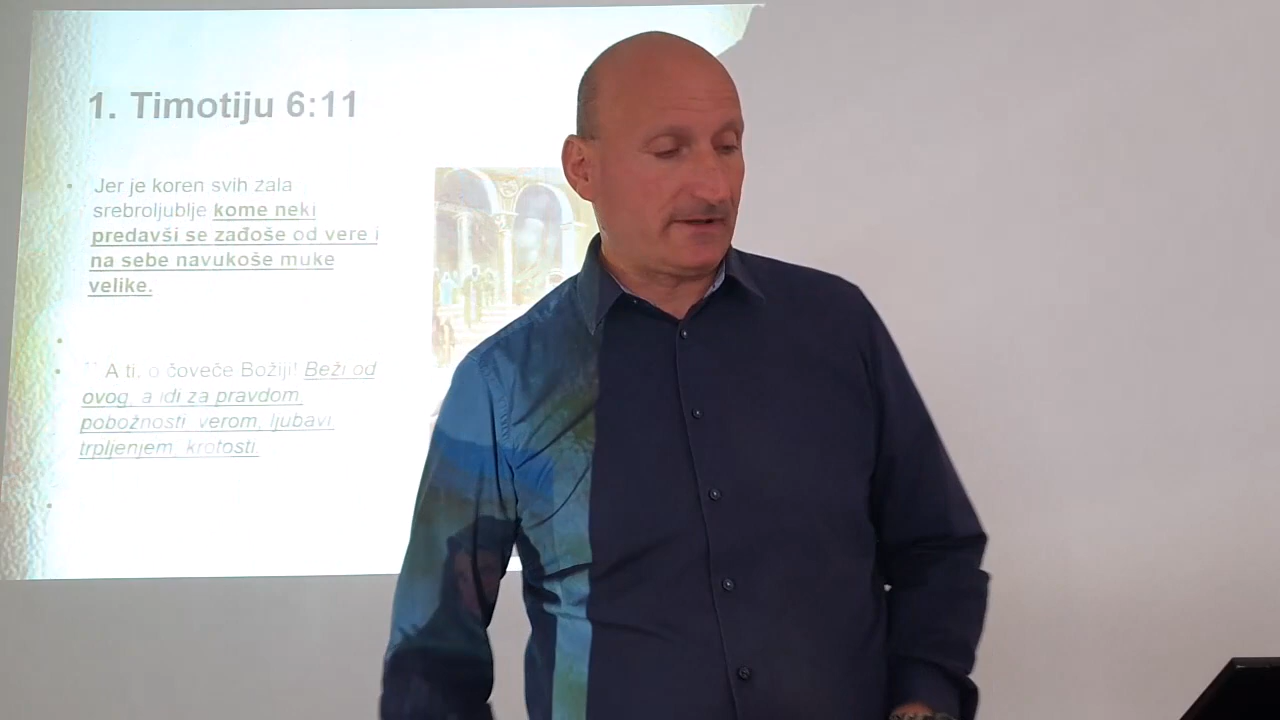 1. Timotiju 6:11
Jer je koren svih zala
srebroljublje kome neki
predavši se zađoše od vere i
na sebe navukoše muke
velike.
A ti, o čoveče Božiji! Beži od
ovog, a idi za pravdom,
pobožnosti, verom, ljubavi,
trpljenjem, krotosti.